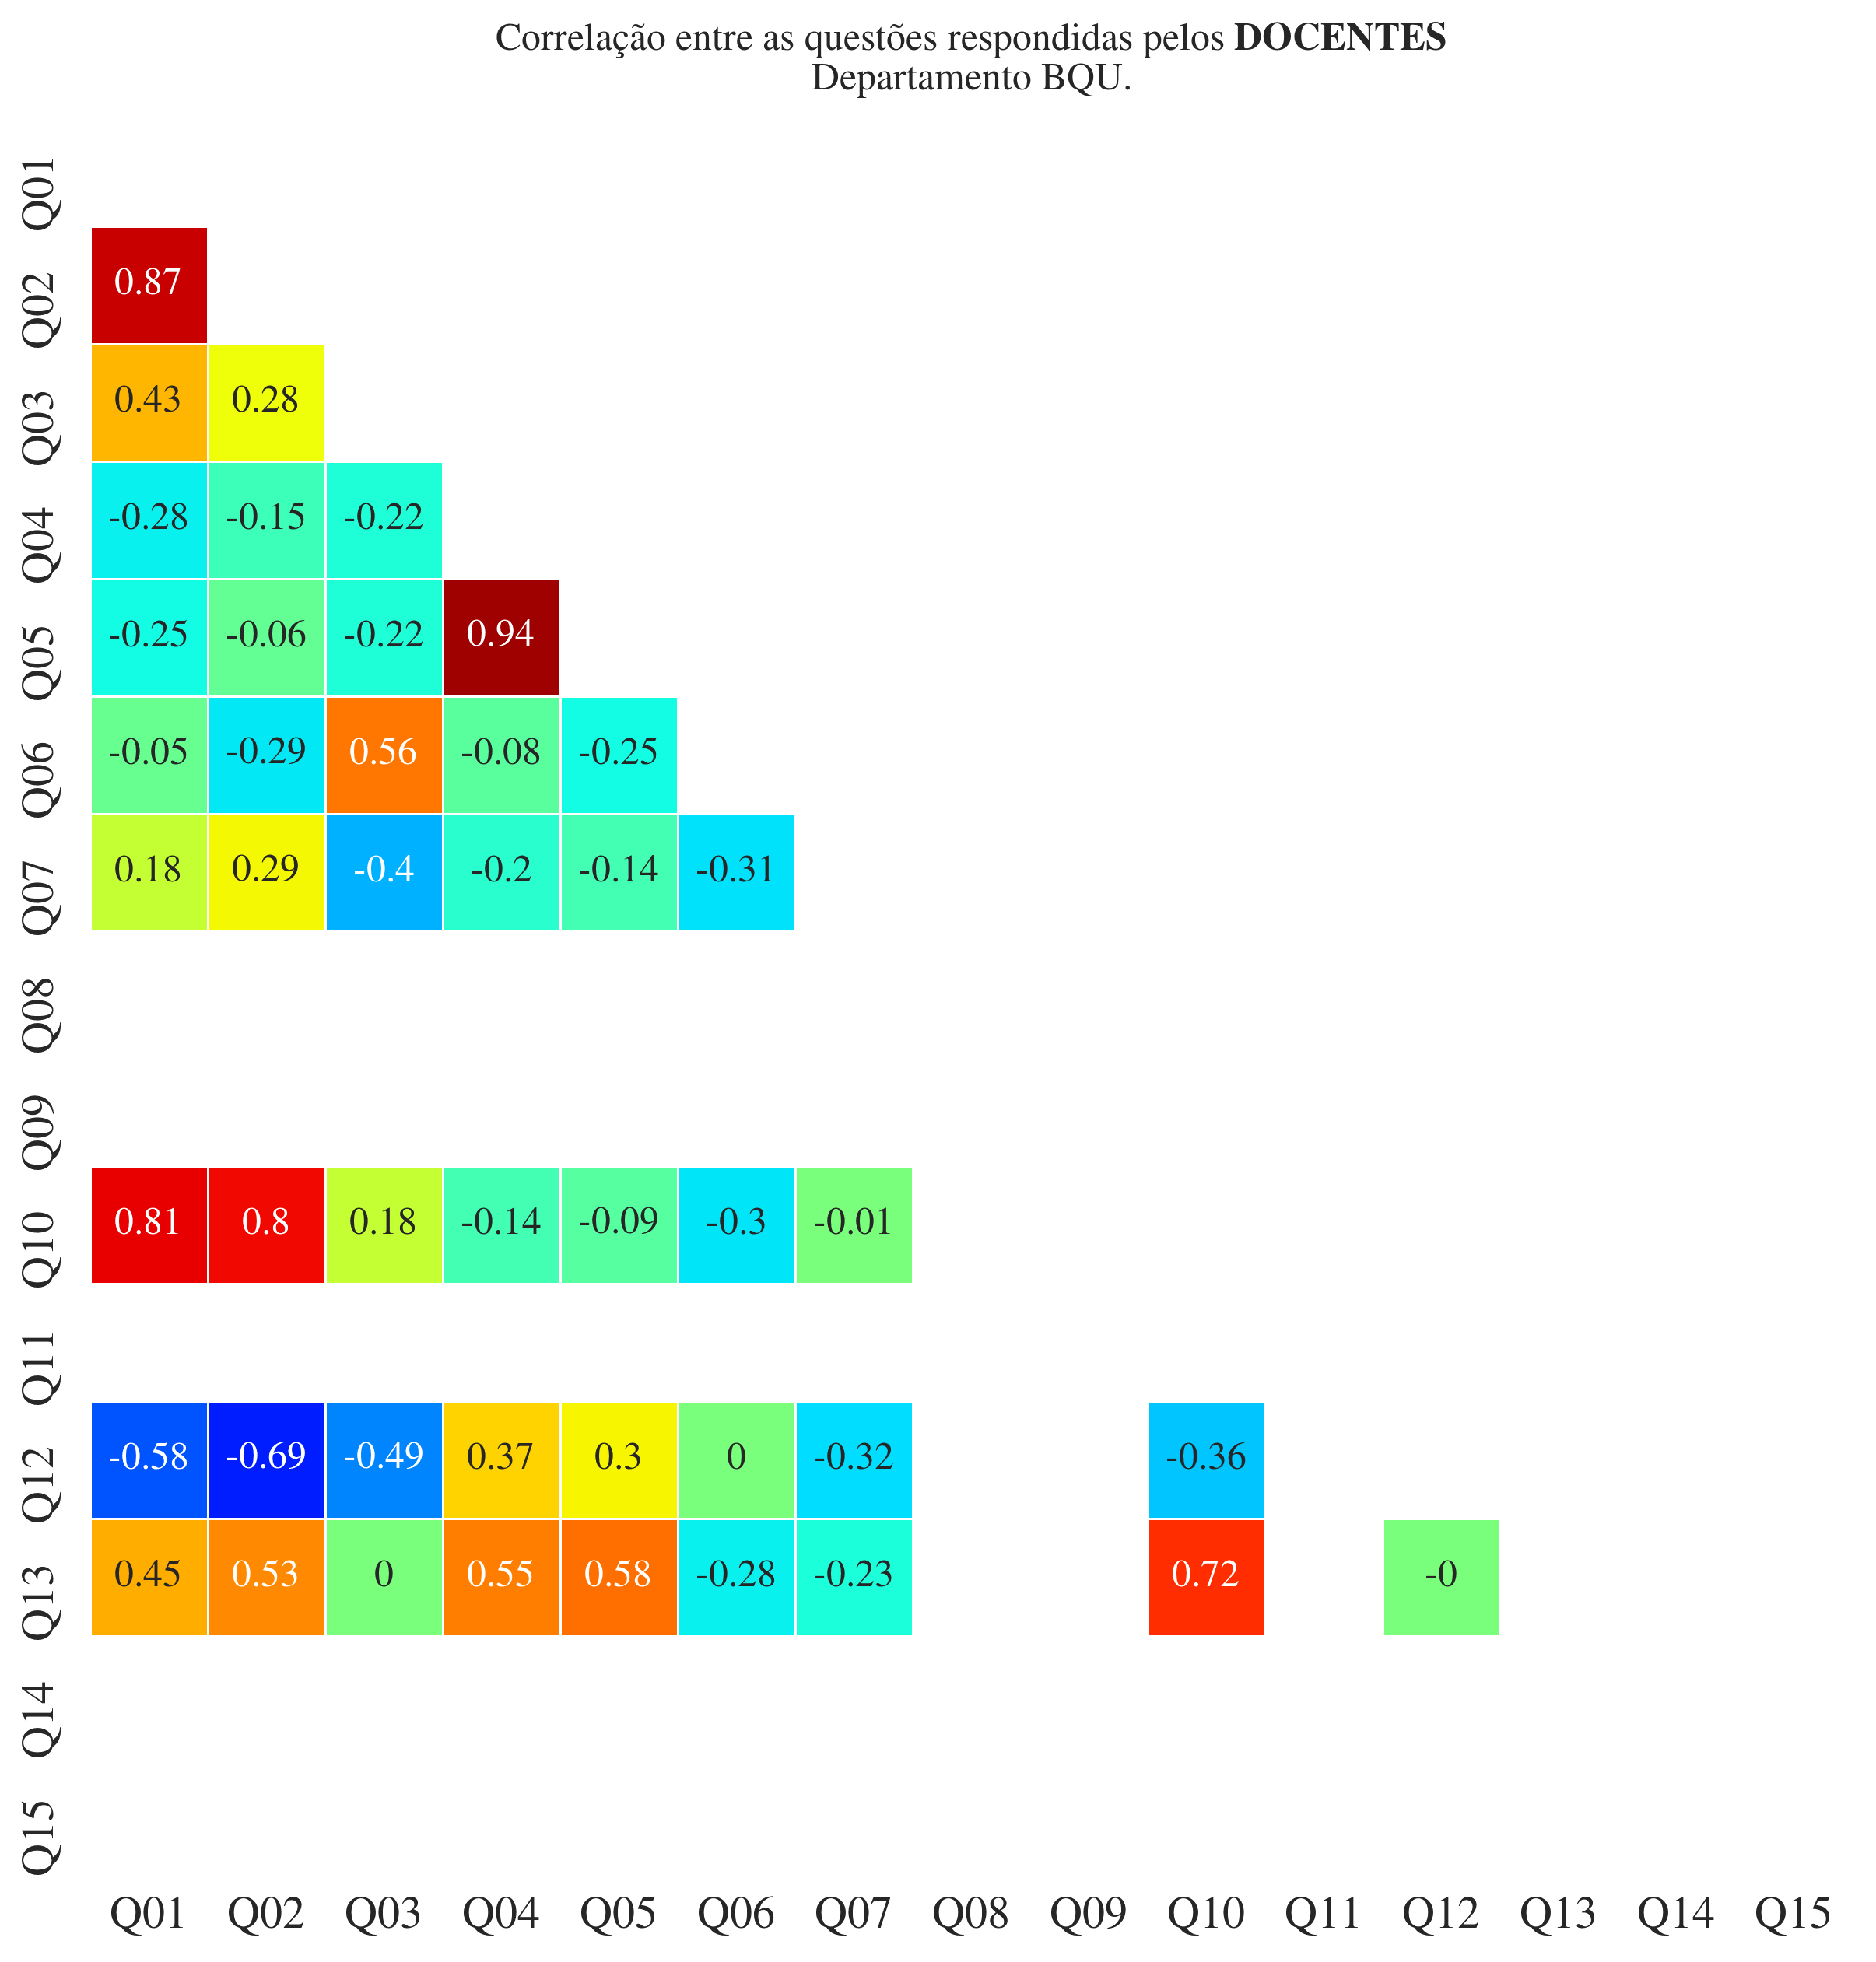 Correlação entre as questões respondidas pelos DOCENTES
Departamento BQU.
Q01
Q02 0.87
Q03 0.43 0.28
Q04 -0.28 -0.15 -0.22
Q05 -0.25 -0.06 -0.22 0.94
Q06 -0.05 -0.29 0.56 -0.08 -0.25
Q07 0.18 0.29 -0.4 -0.2 -0.14 -0.31
Q08
Q09
Q10 0.81 0.8 0.18 -0.14 -0.09 -0.3 -0.01
Q11
Q12 -0.58 -0.69 -0.49 0.37 0.3 0 -0.32 -0.36
Q13 0.45 0.53 0 0.55 0.58 -0.28 -0.23 0.72 -0
Q14
Q15
Q01 Q02 Q03 Q04 Q05 Q06 Q07 Q08 Q09 Q10 Q11 Q12 Q13 Q14 Q15